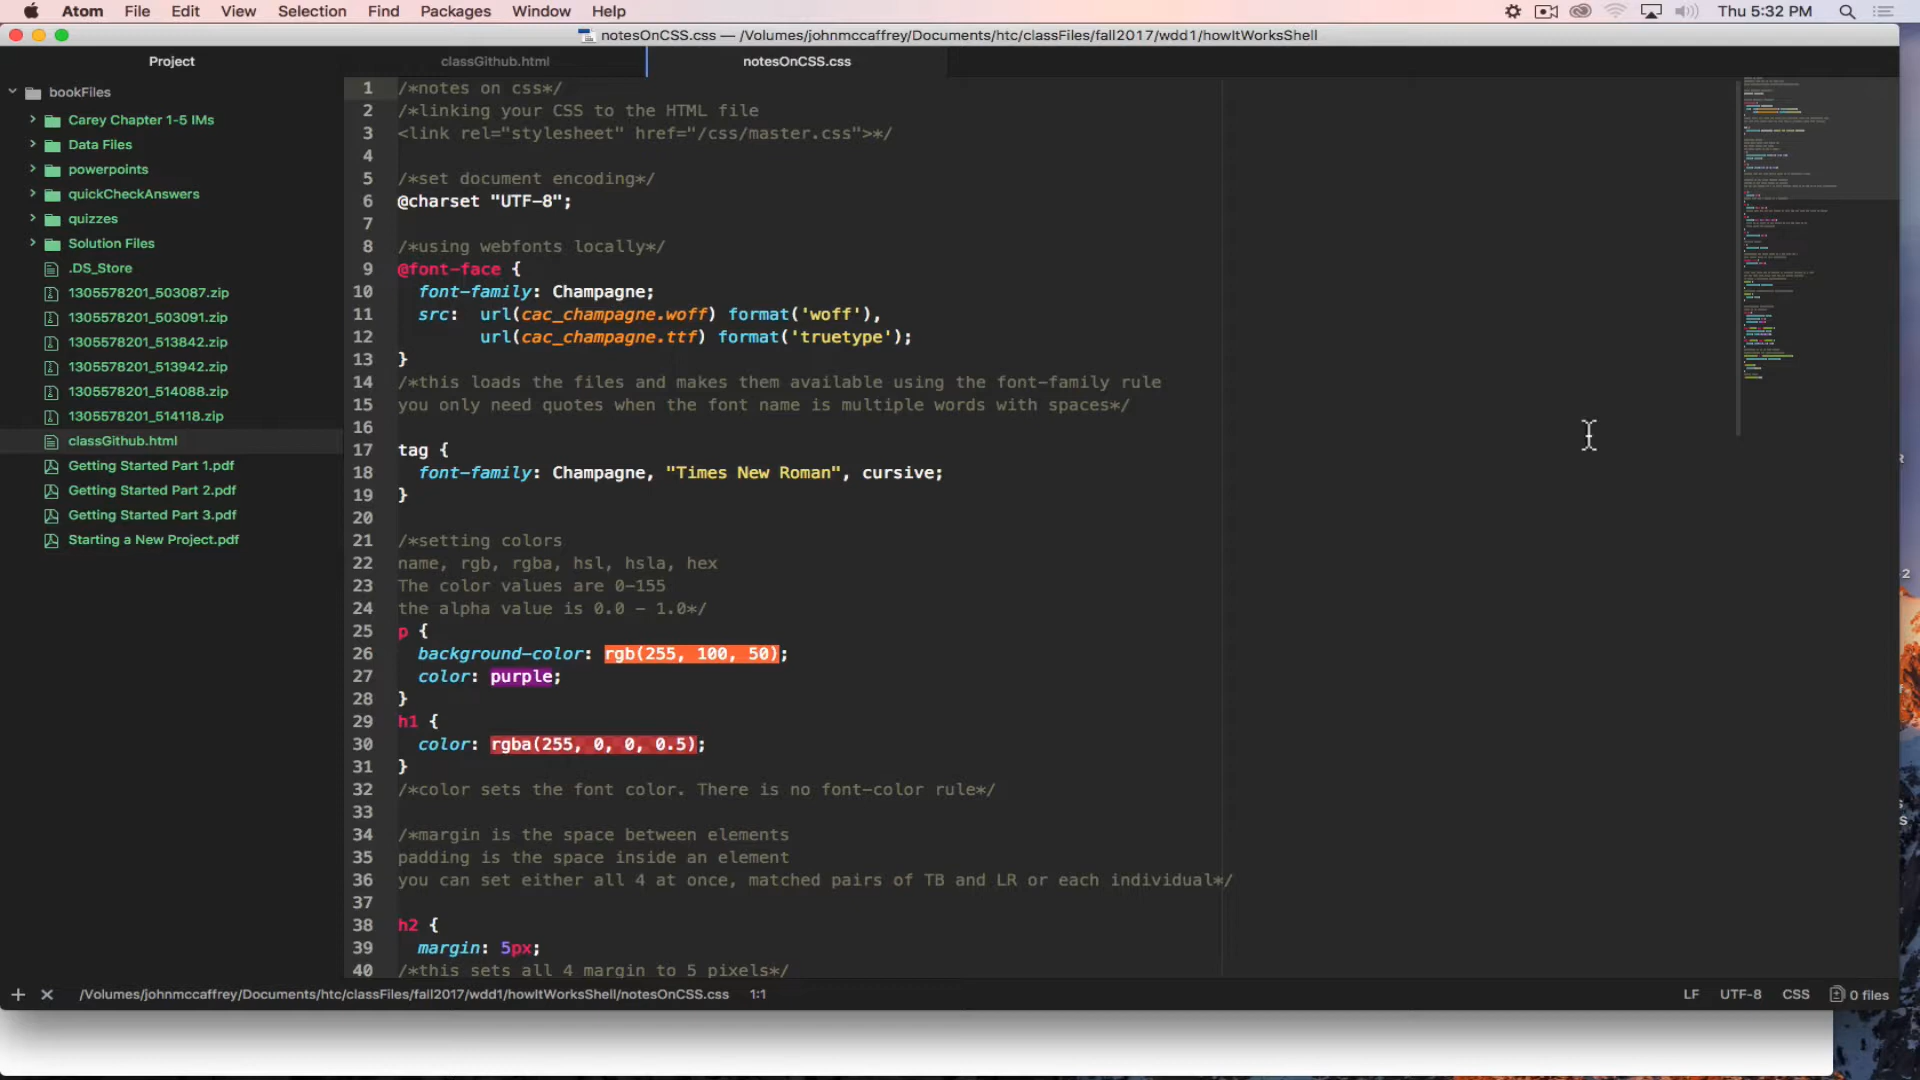 Atom File Edit View Selection Find Packages Window Help Thu 5:32 PM
notesOnCSS.css — /Volumes/johnmccaffrey/Documents/htc/classFiles/fall2017/wdd1/howItWorksShell
Project
classGithub.html
notesOnCSS.css
bookFiles
Carey Chapter 1-5 IMs
Data Files
powerpoints
quickCheckAnswers
quizzes
Solution Files
.DS_Store
1305578201_503087.zip
1305578201_503091.zip
1305578201_513842.zip
1305578201_513942.zip
1305578201_514088.zip
1305578201_514118.zip
classGithub.html
Getting Started Part 1.pdf
Getting Started Part 2.pdf
Getting Started Part 3.pdf
Starting a New Project.pdf
1 /*notes on css*/
2 /*linking your CSS to the HTML file
3 <link rel="stylesheet" href="/css/master.css">*/
4
5 /*set document encoding*/
6 @charset "UTF-8";
7
8 /*using webfonts locally*/
9 @font-face {
10 font-family: Champagne;
11 src: url(cac_champagne.woff) format('woff'),
12 url(cac_champagne.ttf) format('truetype');
13 }
14 /*this loads the files and makes them available using the font-family rule
15 you only need quotes when the font name is multiple words with spaces*/
16
17 tag {
18 font-family: Champagne, "Times New Roman", cursive;
19 }
20
21 /*setting colors
22 name, rgb, rgba, hsl, hsla, hex
23 The color values are 0-155
24 the alpha value is 0.0 - 1.0*/
25 p {
26 background-color: rgb(255, 100, 50);
27 color: purple;
28 }
29 h1 {
30 color: rgba(255, 0, 0, 0.5);
31 }
32 /*color sets the font color. There is no font-color rule*/
33
34 /*margin is the space between elements
35 padding is the space inside an element
36 you can set either all 4 at once, matched pairs of TB and LR or each individual*/
37
38 h2 {
39 margin: 5px;
40 /*this sets all 4 margin to 5 pixels*/
/Volumes/johnmccaffrey/Documents/htc/classFiles/fall2017/wdd1/howItWorksShell/notesOnCSS.css 1:1 LF UTF-8 CSS 0 files